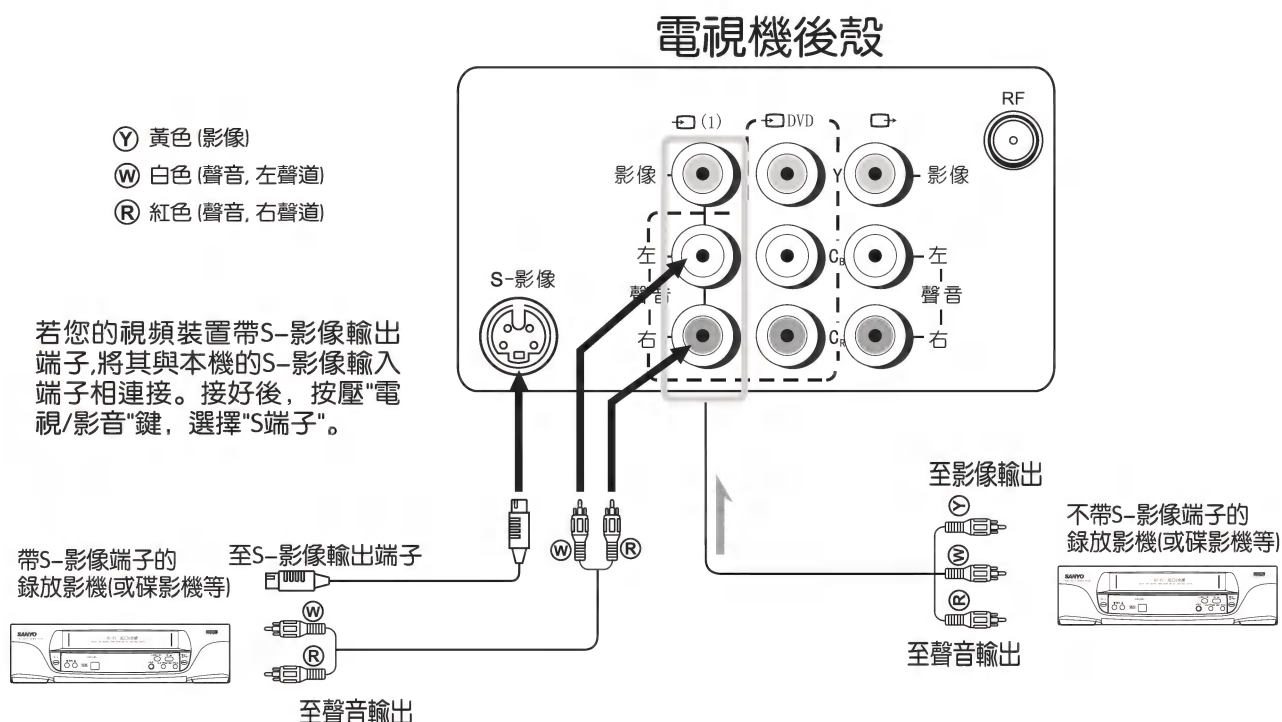 電視機後殼
Ⓨ 黃色 (影像)
Ⓦ 白色 (聲音, 左聲道)
Ⓡ 紅色 (聲音, 右聲道)
若您的視頻裝置帶S-影像輸出
端子,將其與本機的S-影像輸入
端子相連接。接好後，按壓"電
視/影音"鍵，選擇"S端子"。
(1)
DVD
RF
影像
Y
影像
左
CB
左
聲音
聲音
右
CR
右
S-影像
帶S-影像端子的
錄放影機(或碟影機等)
至S-影像輸出端子
Ⓦ
Ⓡ
Ⓦ
Ⓡ
至聲音輸出
SANYO
至影像輸出
Ⓨ
Ⓦ
Ⓡ
至聲音輸出
不帶S-影像端子的
錄放影機(或碟影機等)
SANYO